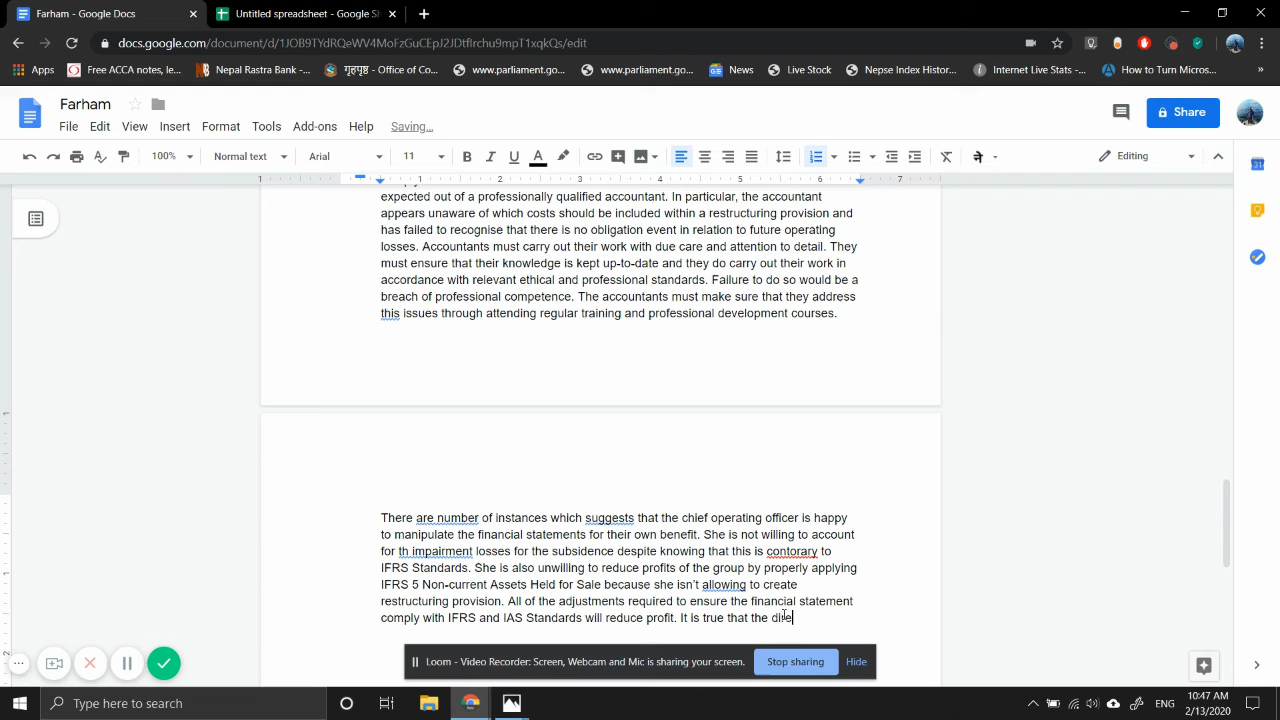 Farham - Google Docs
Untitled spreadsheet - Google Sh
docs.google.com/document/d/1JOB9TYdRQeWV4MoFzGuCEpJ2JDtfIrchu9mpT1xqkQs/edit
Apps
Free ACCA notes, le...
Nepal Rastra Bank -...
गृहपृष्ठ - Office of Co...
www.parliament.go...
www.parliament.go...
News
Live Stock
Nepse Index Histor...
Internet Live Stats -...
How to Turn Micros...
»
Farham
File Edit View Insert Format Tools Add-ons Help Saving...
Share
100% Normal text Arial 11 B I U A Editing
1 1 2 3 4 5 6 7
expected out of a professionally qualified accountant. In particular, the accountant
appears unaware of which costs should be included within a restructuring provision and
has failed to recognise that there is no obligation event in relation to future operating
losses. Accountants must carry out their work with due care and attention to detail. They
must ensure that their knowledge is kept up-to-date and they do carry out their work in
accordance with relevant ethical and professional standards. Failure to do so would be a
breach of professional competence. The accountants must make sure that they address
this issues through attending regular training and professional development courses.
There are number of instances which suggests that the chief operating officer is happy
to manipulate the financial statements for their own benefit. She is not willing to account
for th impairment losses for the subsidence despite knowing that this is contorary to
IFRS Standards. She is also unwilling to reduce profits of the group by properly applying
IFRS 5 Non-current Assets Held for Sale because she isn't allowing to create
restructuring provision. All of the adjustments required to ensure the financial statement
comply with IFRS and IAS Standards will reduce profit. It is true that the dire
Loom - Video Recorder: Screen, Webcam and Mic is sharing your screen.
Stop sharing
Hide
Type here to search
ENG
10:47 AM
2/13/2020